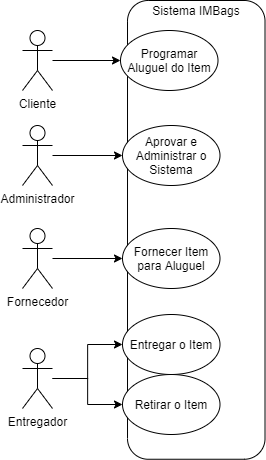 Sistema IMBags
Programar
Aluguel do Item
Cliente
Aprovar e
Administrar o
Sistema
Administrador
Fornecer Item
para Aluguel
Fornecedor
Entregar o Item
Retirar o Item
Entregador